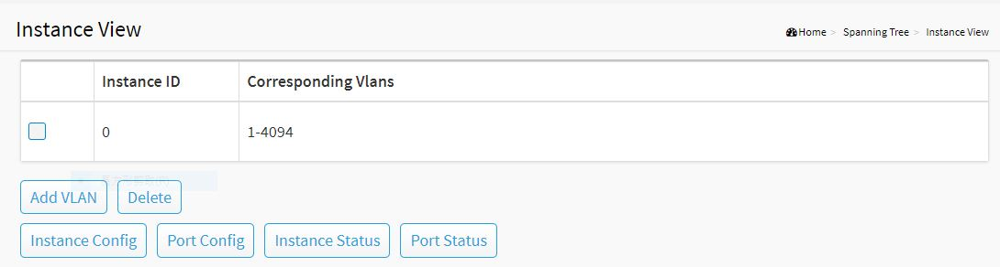 Instance View
Home > Spanning Tree > Instance View
Instance ID Corresponding Vlans
0 1-4094
Add VLAN Delete
Instance Config Port Config Instance Status Port Status